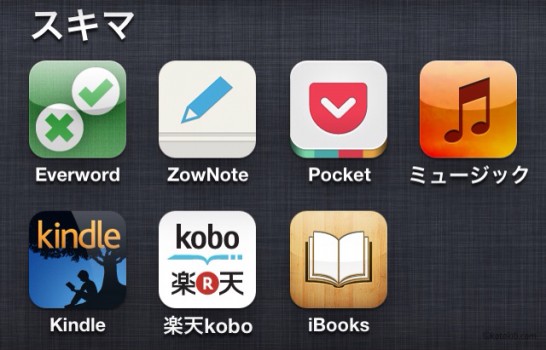 スキマ
Everword
ZowNote
Pocket
ミュージック
kindle
kobo
楽R天
Kindle
楽天kobo
iBooks